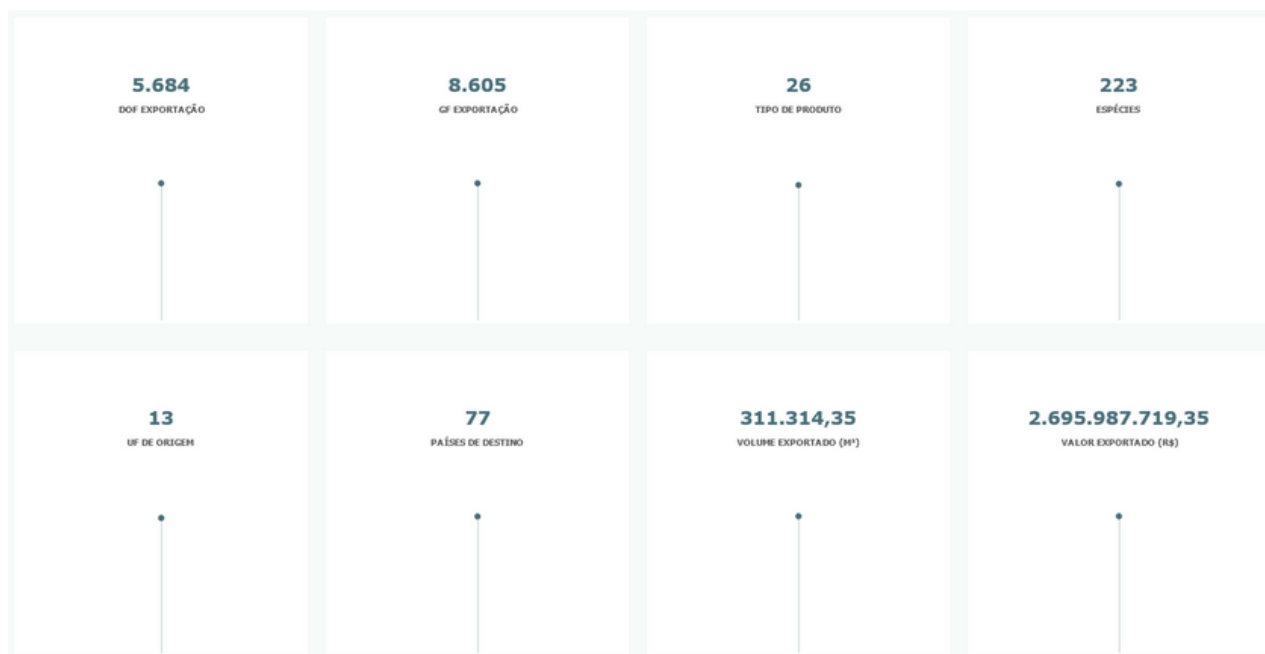 5.684
DOF EXPORTAÇÃO
8.605
GF EXPORTAÇÃO
26
TIPO DE PRODUTO
223
ESPÉCIES
13
UF DE ORIGEM
77
PAÍSES DE DESTINO
311.314,35
VOLUME EXPORTADO (M³)
2.695.987.719,35
VALOR EXPORTADO (R$)